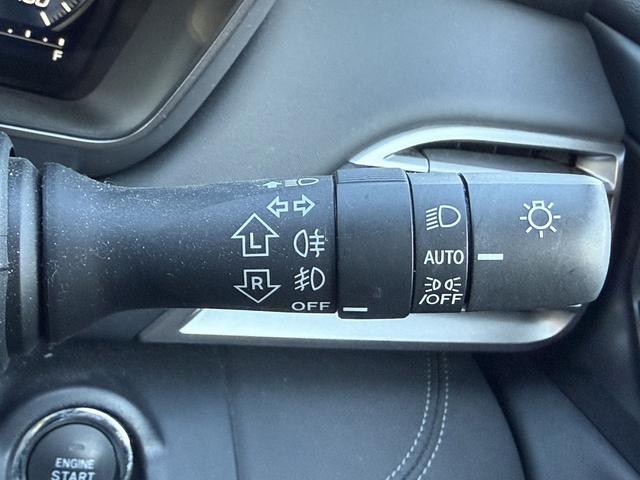 F
L
R
OFF
AUTO
/OFF
ENGINE
START